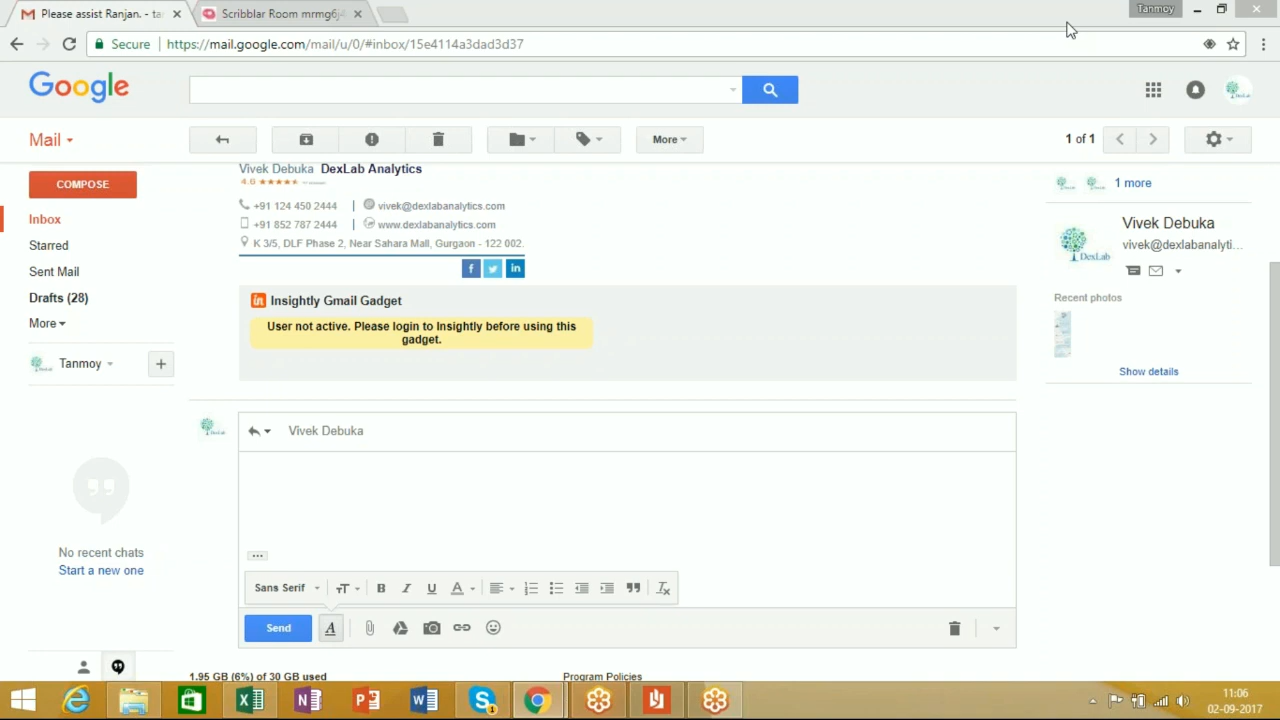 Please assist Ranjan. - ta
Scribblar Room mrmg6j4
Tanmoy
Secure
https://mail.google.com/mail/u/0/#inbox/15e4114a3dad3d37
Google
Mail
More
1 of 1
COMPOSE
Inbox
Starred
Sent Mail
Drafts (28)
More
Tanmoy
No recent chats
Start a new one
Vivek Debuka DexLab Analytics
4.6
+91 124 450 2444 | vivek@dexlabanalytics.com
+91 852 787 2444 | www.dexlabanalytics.com
K 3/5, DLF Phase 2, Near Sahara Mall, Gurgaon - 122 002.
Insightly Gmail Gadget
User not active. Please login to Insightly before using this
gadget.
Vivek Debuka
Sans Serif
Send
1.95 GB (6%) of 30 GB used
Program Policies
1 more
Vivek Debuka
vivek@dexlabanalyti...
DexLab
Recent photos
Show details
11:06
02-09-2017